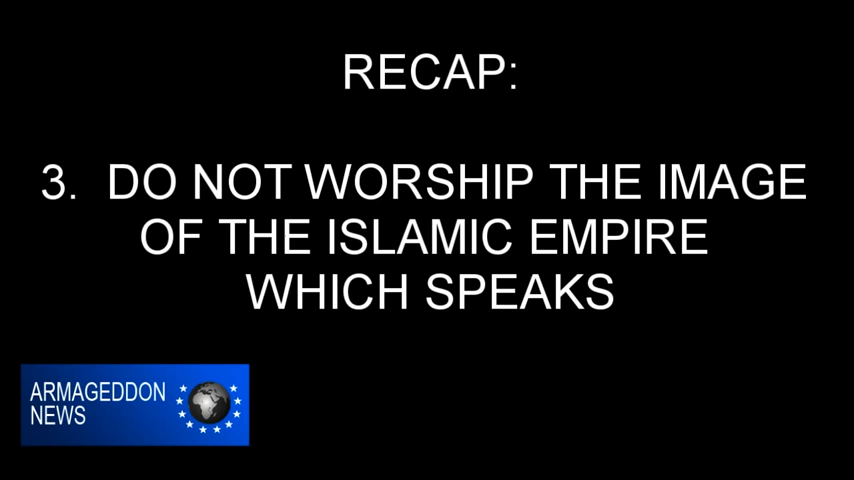 RECAP:
3. DO NOT WORSHIP THE IMAGE
OF THE ISLAMIC EMPIRE
WHICH SPEAKS
ARMAGEDDON
NEWS